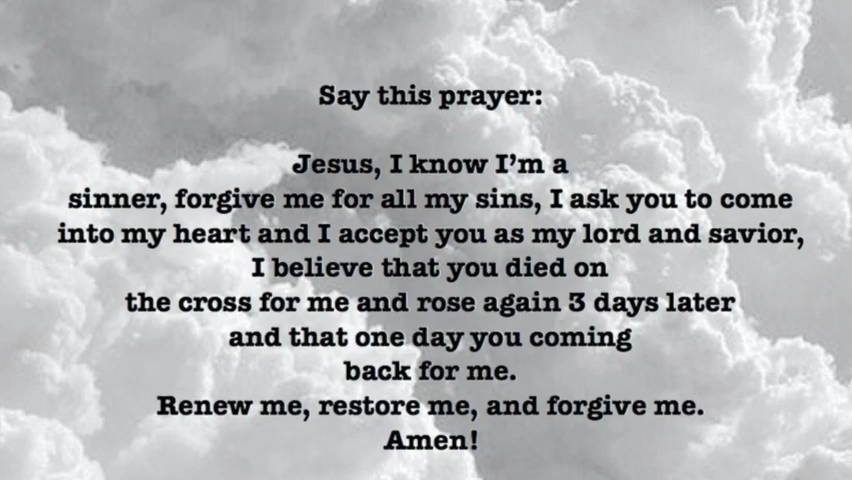 Say this prayer:
Jesus, I know I'm a
sinner, forgive me for all my sins, I ask you to come
into my heart and I accept you as my lord and savior,
I believe that you died on
the cross for me and rose again 3 days later
and that one day you coming
back for me.
Renew me, restore me, and forgive me.
Amen!